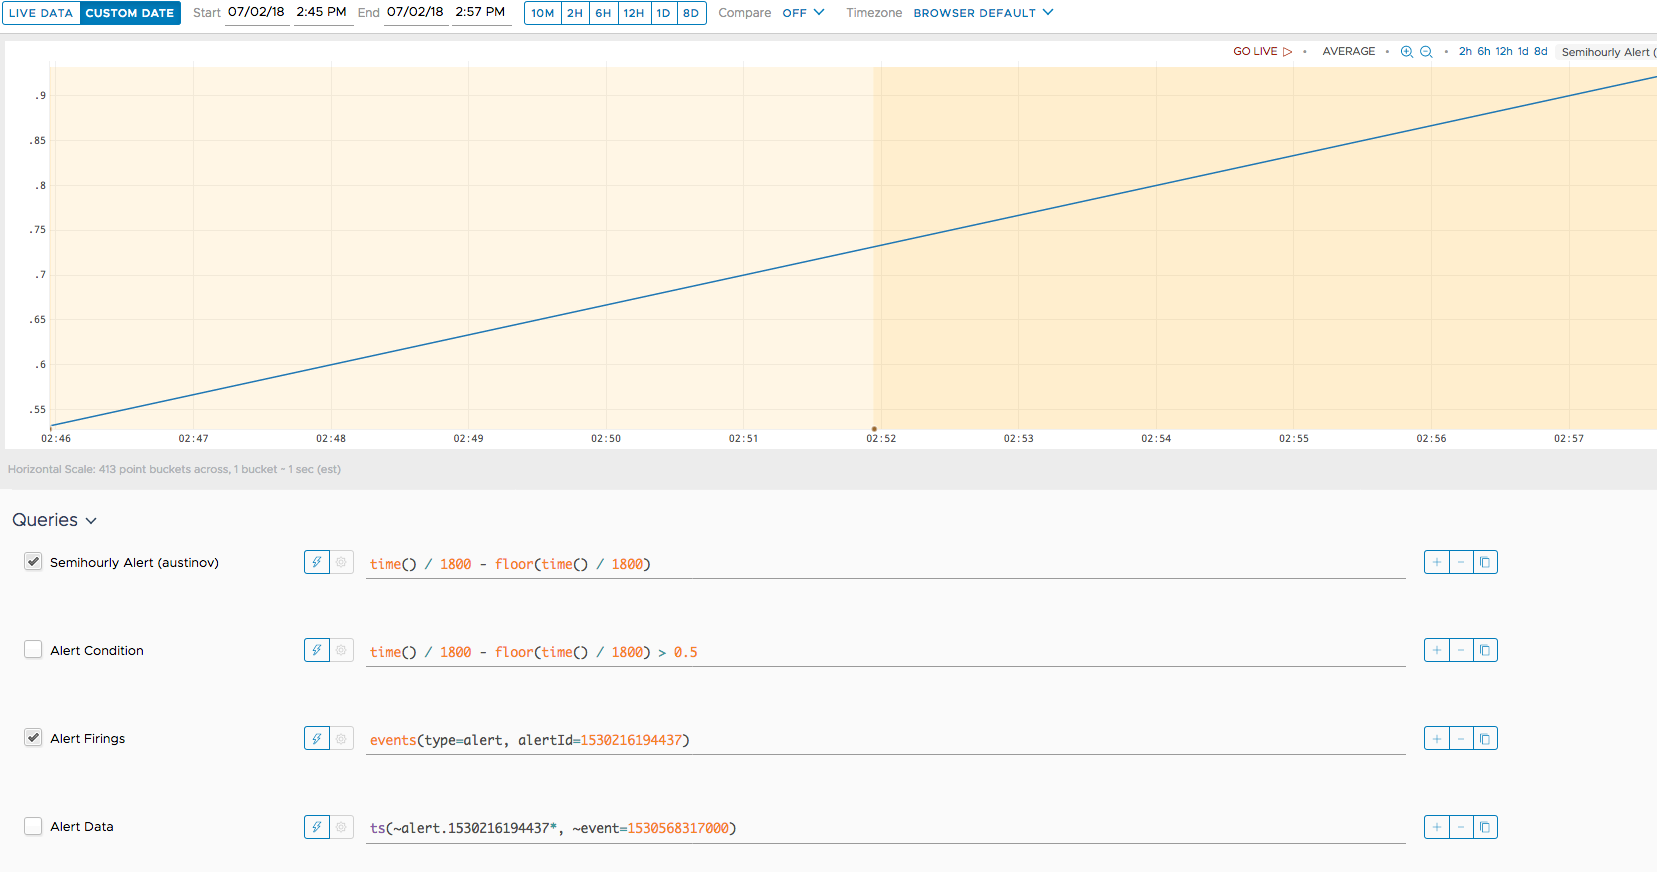 LIVE DATA CUSTOM DATE Start 07/02/18 2:45 PM End 07/02/18 2:57 PM 10M 2H 6H 12H 1D 8D Compare OFF Timezone BROWSER DEFAULT
GO LIVE • AVERAGE • • 2h 6h 12h 1d 8d Semihourly Alert (
.9
.85
.8
.75
.7
.65
.6
.55
02:46 02:47 02:48 02:49 02:50 02:51 02:52 02:53 02:54 02:55 02:56 02:57
Horizontal Scale: 413 point buckets across, 1 bucket ~ 1 sec (est)
Queries
Semihourly Alert (austinov) time() / 1800 - floor(time() / 1800)
Alert Condition time() / 1800 - floor(time() / 1800) > 0.5
Alert Firings events(type=alert, alertId=1530216194437)
Alert Data ts(~alert.1530216194437*, ~event=1530568317000)